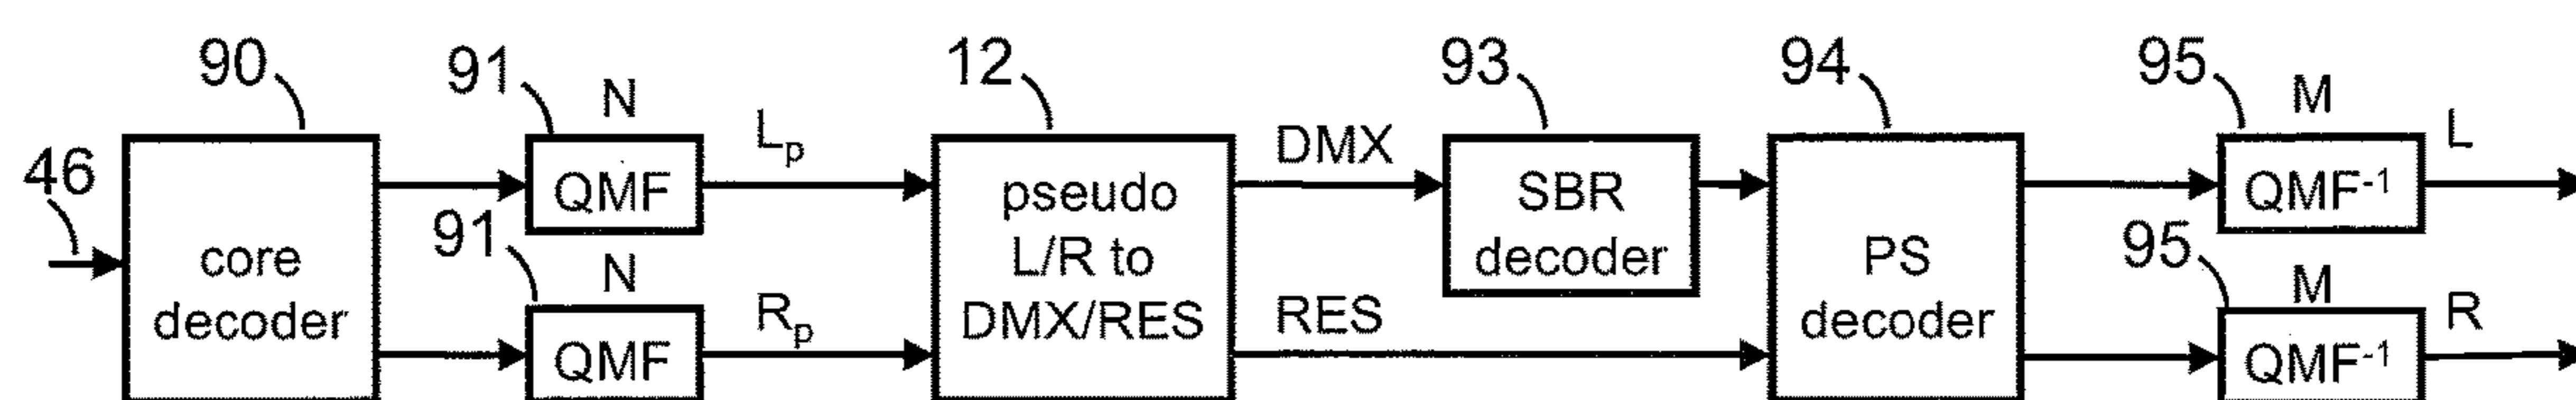 90
91
12
93
94
95
N
M
46
QMF
L_p
DMX
QMF⁻¹
L
core
decoder
pseudo
L/R to
DMX/RES
SBR
decoder
PS
decoder
91
95
N
M
QMF
R_p
RES
QMF⁻¹
R